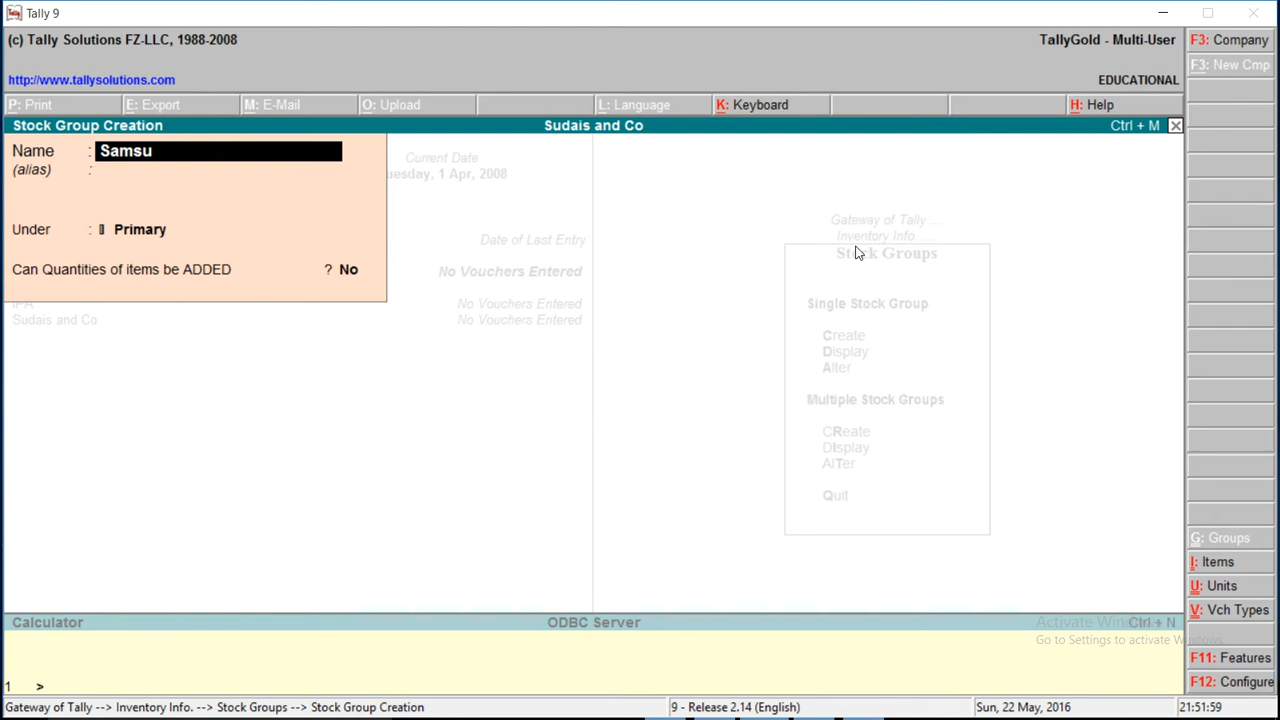 Tally 9
(c) Tally Solutions FZ-LLC, 1988-2008
TallyGold - Multi-User
F3: Company
F3: New Cmp
http://www.tallysolutions.com
EDUCATIONAL
P: Print
E: Export
M: E-Mail
O: Upload
L: Language
K: Keyboard
H: Help
Stock Group Creation
Sudais and Co
Ctrl + M
Name : Samsu
(alias) :
Under : Primary
Can Quantities of items be ADDED ? No
Current Date
uesday, 1 Apr, 2008
Date of Last Entry
No Vouchers Entered
No Vouchers Entered
Sudais and Co
No Vouchers Entered
Gateway of Tally ....
Inventory Info.....
Stock Groups
Single Stock Group
Create
Display
Alter
Multiple Stock Groups
CReate
DIsplay
AlTer
Quit
G: Groups
I: Items
U: Units
V: Vch Types
F11: Features
F12: Configure
Calculator
ODBC Server
Ctrl + N
Activate Windows
Go to Settings to activate Windows.
1 >
Gateway of Tally --> Inventory Info. --> Stock Groups --> Stock Group Creation
9 - Release 2.14 (English)
Sun, 22 May, 2016
21:51:59